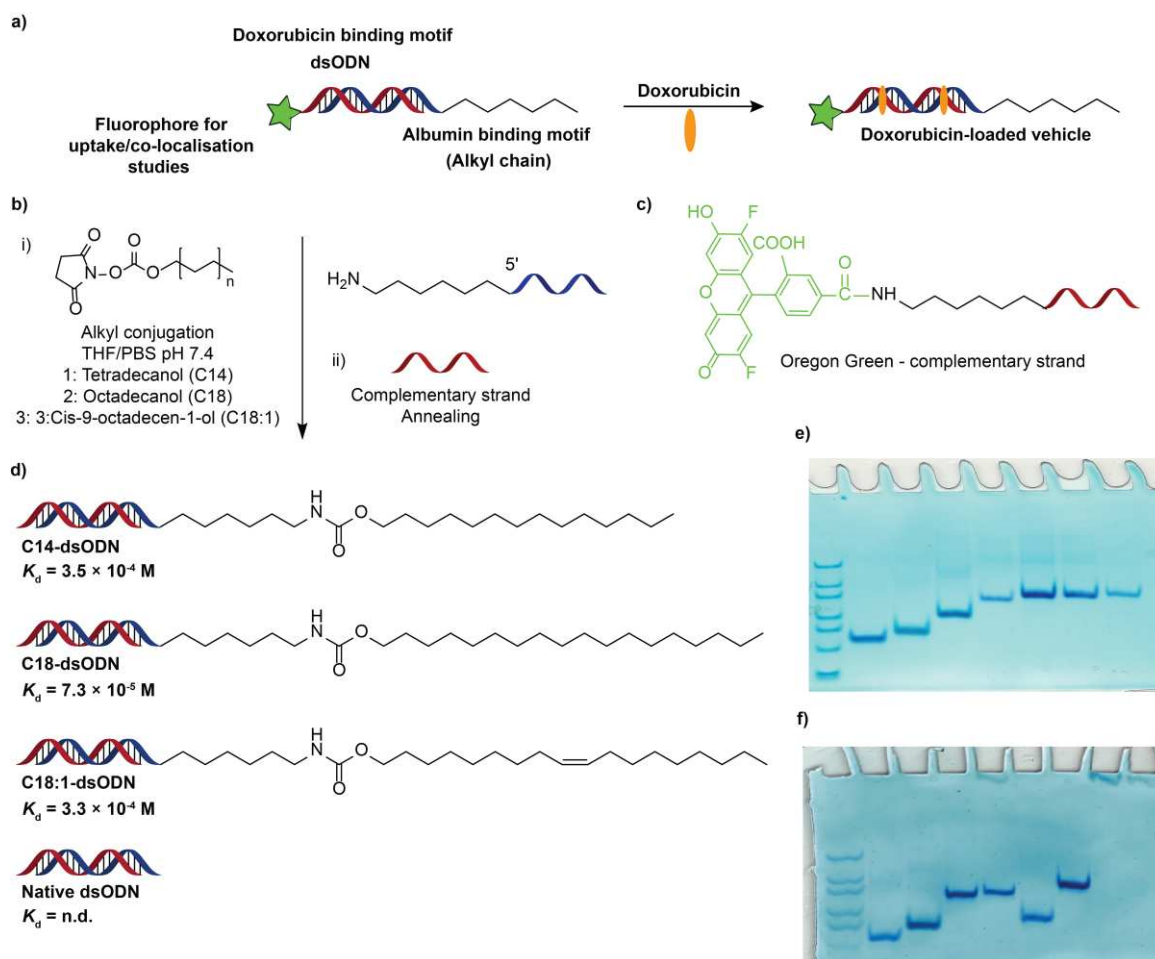 a)
Doxorubicin binding motif
dsODN
Fluorophore for
uptake/co-localisation
studies
Albumin binding motif
(Alkyl chain)
Doxorubicin
Doxorubicin-loaded vehicle
b)
i)
O
N
O
O
O
O
n
Alkyl conjugation
THF/PBS pH 7.4
1: Tetradecanol (C14)
2: Octadecanol (C18)
3: 3:Cis-9-octadecen-1-ol (C18:1)
H₂N
5'
ii)
Complementary strand
Annealing
c)
HO
F
COOH
O
O
C
NH
O
F
Oregon Green - complementary strand
d)
H
N
O
O
C14-dsODN
Kd = 3.5 × 10⁻⁴ M
H
N
O
O
C18-dsODN
Kd = 7.3 × 10⁻⁵ M
H
N
O
O
C18:1-dsODN
Kd = 3.3 × 10⁻⁴ M
Native dsODN
Kd = n.d.
e)
f)